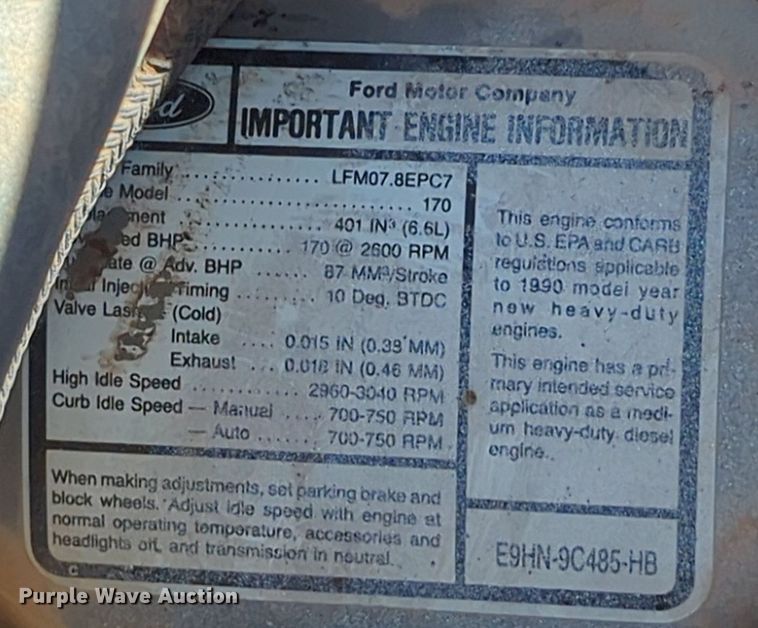 Ford Motor Company
IMPORTANT ENGINE INFORMATION
Family .................. LFM07.8EPC7
Model .................. 170
401 IN³ (6.6L)
BHP .......... 170 @ 2600 RPM
@ Adv. BHP ...... 87 MM³/Stroke
Timing ........ 10 Deg. BTDC
Valve (Cold)
Intake .... 0.015 IN (0.38 MM)
Exhaust ... 0.018 IN (0.46 MM)
High Idle Speed ............ 2960-3040 RPM
Curb Idle Speed — Manual .... 700-750 RPM
— Auto ....... 700-750 RPM
This engine conforms
to U.S. EPA and CARB
regulations applicable
to 1990 model year
new heavy-duty
engines.
This engine has a pri-
mary intended service
application as a medi-
um heavy-duty diesel
engine.
When making adjustments, set parking brake and
block wheels. Adjust idle speed with engine at
normal operating temperature, accessories and
headlights off, and transmission in neutral.
E9HN-9C485-HB
Purple Wave Auction